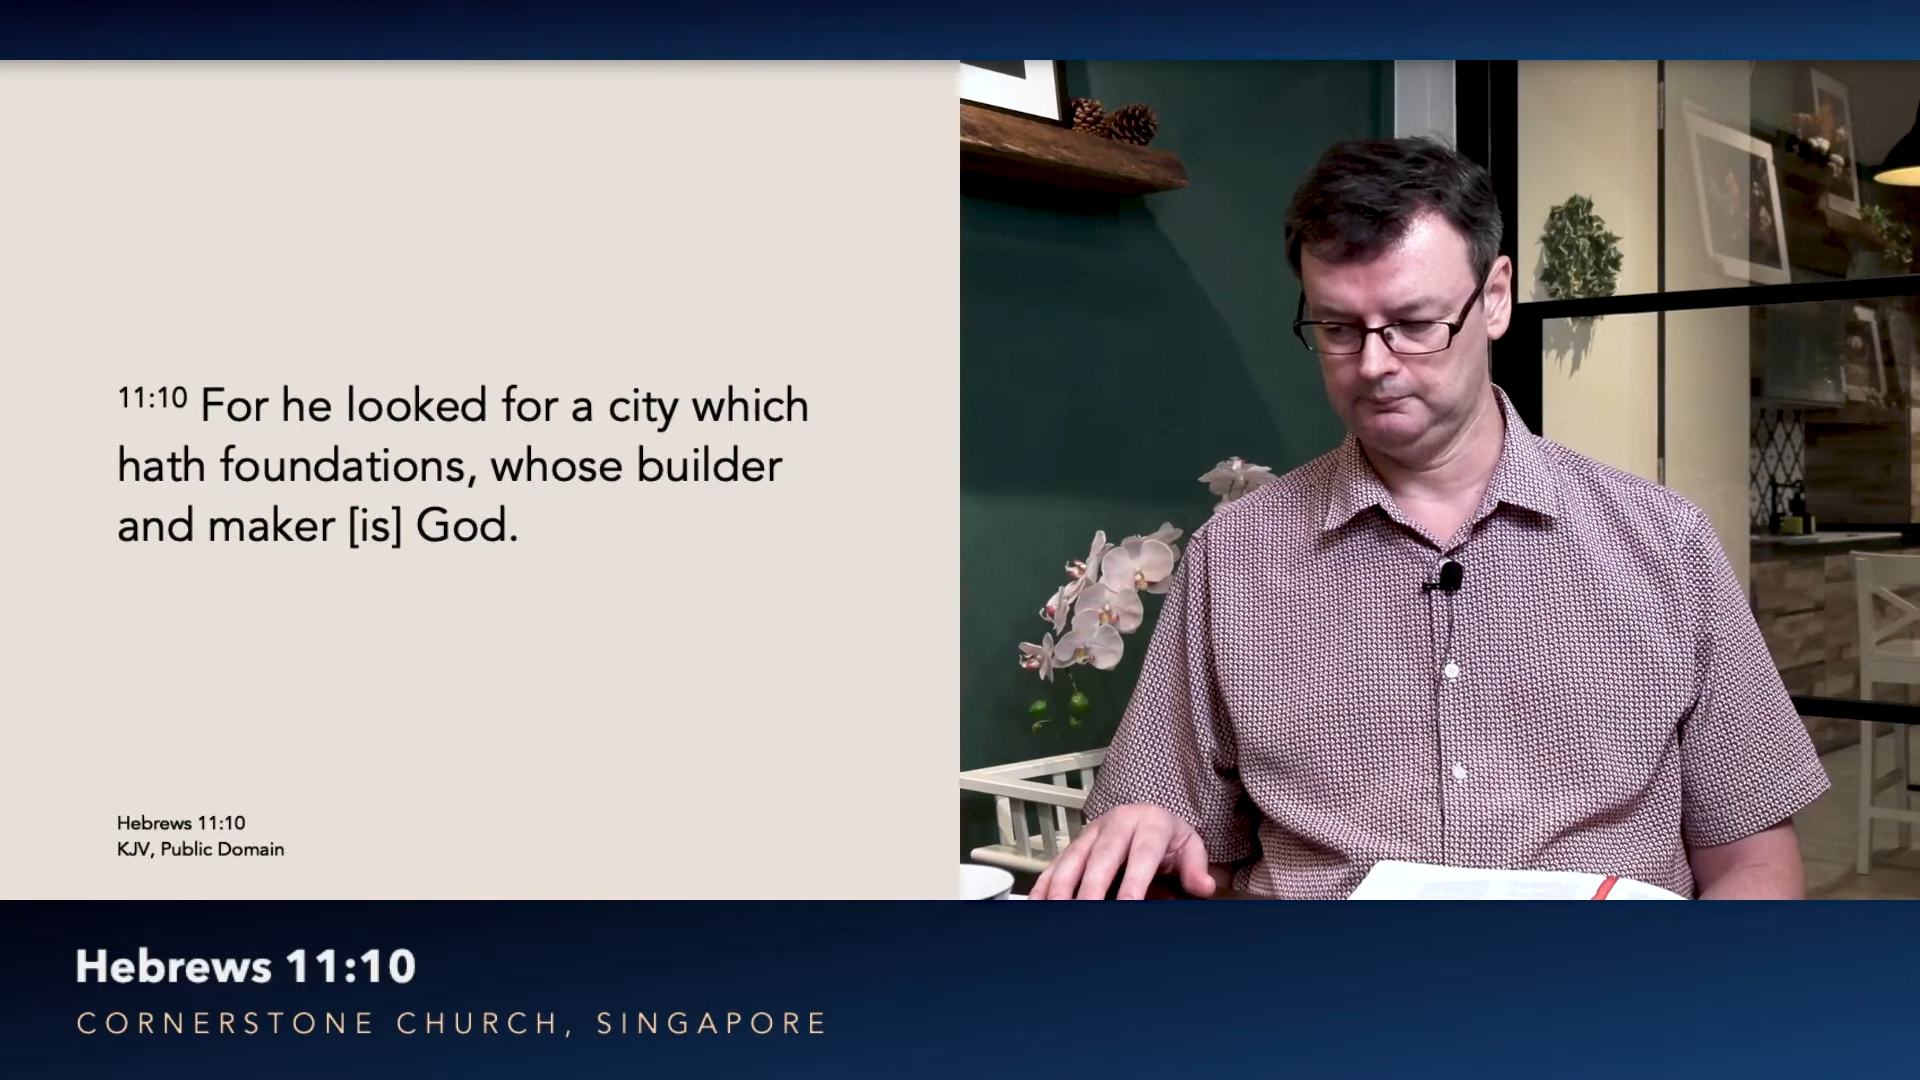 11:10 For he looked for a city which
hath foundations, whose builder
and maker [is] God.
Hebrews 11:10
KJV, Public Domain
Hebrews 11:10
CORNERSTONE CHURCH, SINGAPORE